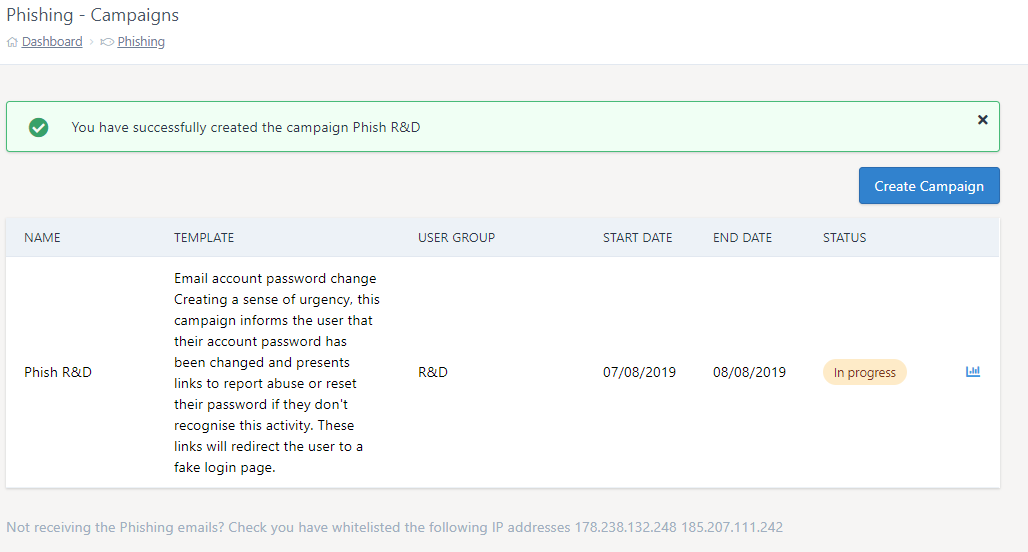 Phishing - Campaigns
Dashboard > Phishing
You have successfully created the campaign Phish R&D
Create Campaign
NAME TEMPLATE USER GROUP START DATE END DATE STATUS
Email account password change
Creating a sense of urgency, this
campaign informs the user that
their account password has
been changed and presents
Phish R&D links to report abuse or reset R&D 07/08/2019 08/08/2019 In progress
their password if they don't
recognise this activity. These
links will redirect the user to a
fake login page.
Not receiving the Phishing emails? Check you have whitelisted the following IP addresses 178.238.132.248 185.207.111.242